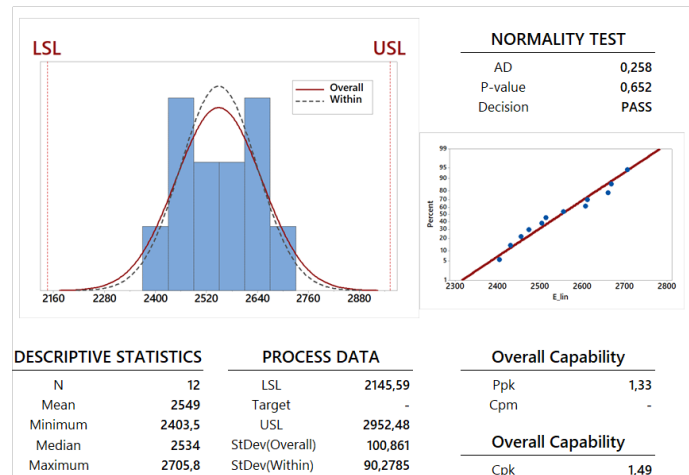 LSL USL
Overall
Within
2160 2280 2400 2520 2640 2760 2880
NORMALITY TEST
AD 0,258
P-value 0,652
Decision PASS
99
95
90
80
70
60
50
40
30
20
10
5
1
Percent
2300 2400 2500 2600 2700 2800
E_lin
DESCRIPTIVE STATISTICS
N 12
Mean 2549
Minimum 2403,5
Median 2534
Maximum 2705,8
PROCESS DATA
LSL 2145,59
Target -
USL 2952,48
StDev(Overall) 100,861
StDev(Within) 90,2785
Overall Capability
Ppk 1,33
Cpm -
Overall Capability
Cpk 1,49